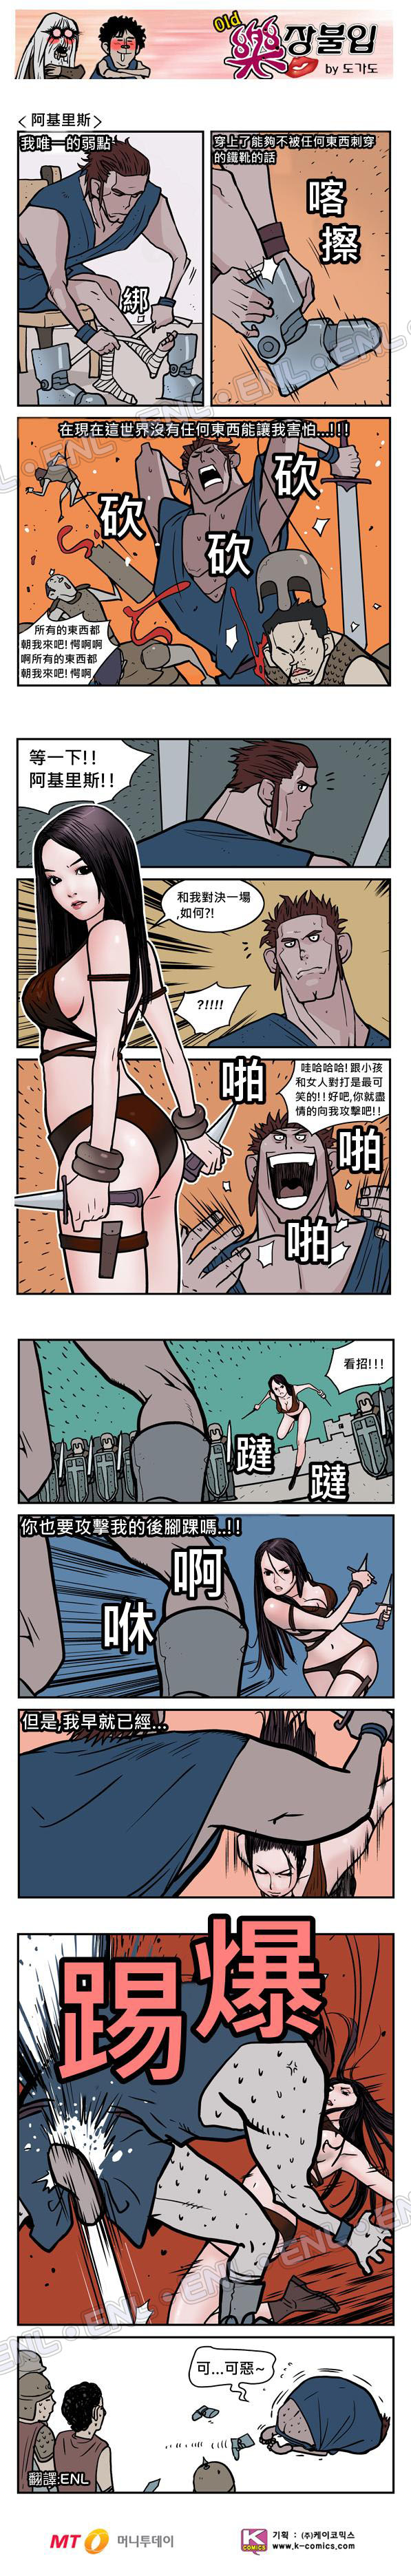 Old 樂 장불입
by 도가도
<阿基里斯>
我唯一的弱點
綁
穿上了能夠不被任何東西刺穿
的鐵靴的話
喀
擦
在現在這世界沒有任何東西能讓我害怕...!!!
砍
砍
砍
所有的東西都
朝我來吧! 愕啊啊
啊所有的東西都
朝我來吧! 愕啊
等一下!!
阿基里斯!!
和我對決一場
,如何?!
?!!!!
哇哈哈哈! 跟小孩
和女人對打是最可
笑的!! 好吧,你就盡
情的向我攻擊吧!!
啪
啪
啪
看招!!!
躂
躂
你也要攻擊我的後腳踝嗎..!!
啊
咻
但是,我早就已經...
踢爆
可...可惡~
翻譯:ENL
MT 머니투데이
K COMICS
기획 : (주)케이코믹스
www.k-comics.com
ENL
ENL
ENL